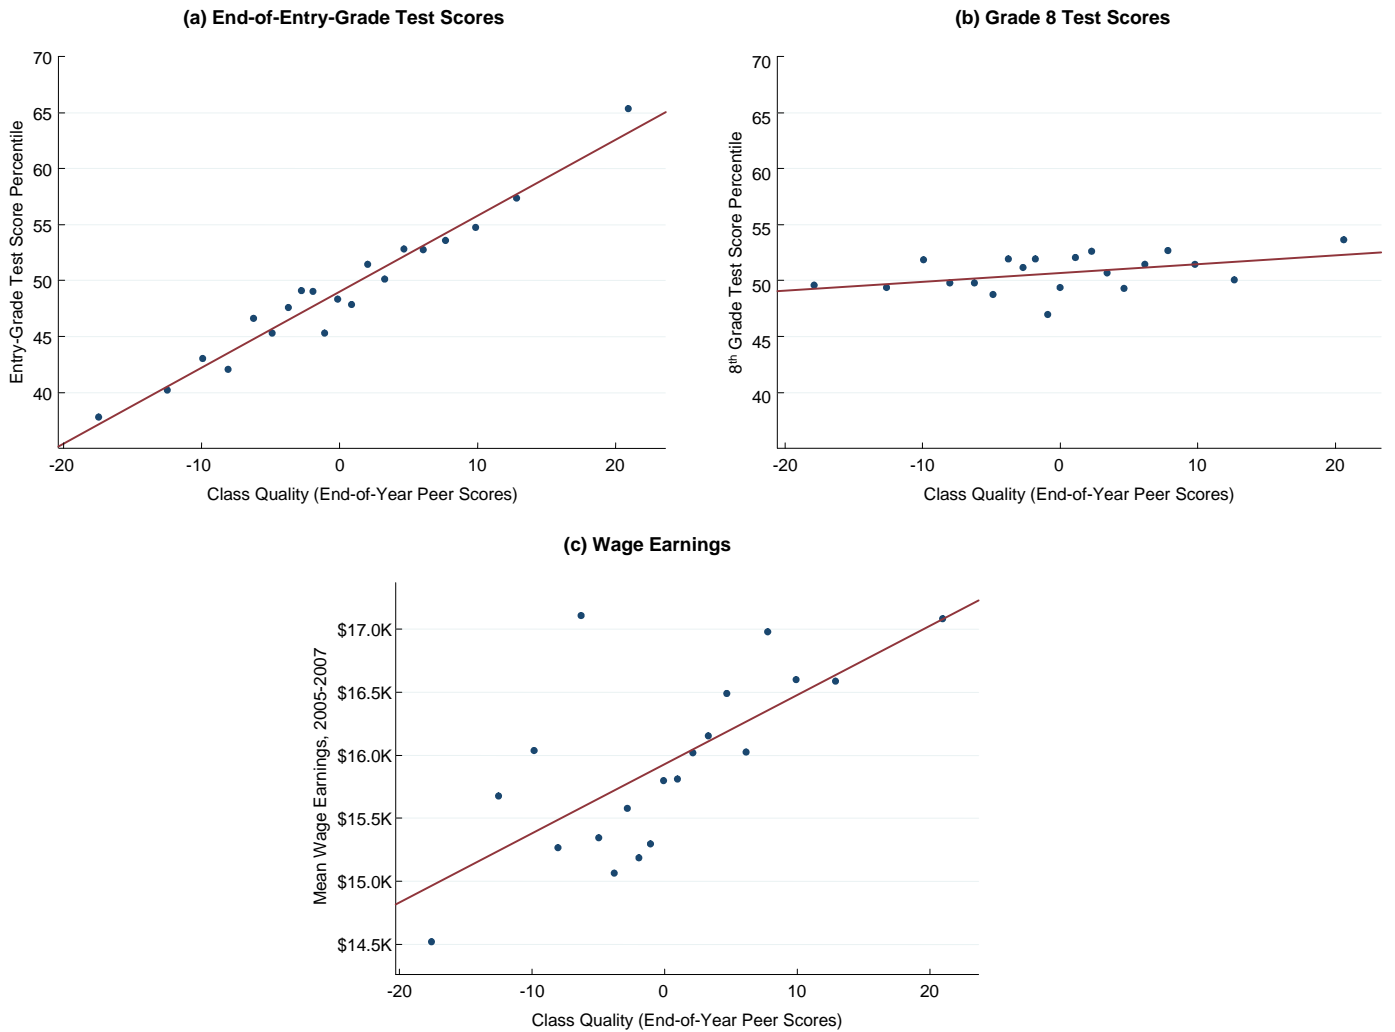 (a) End-of-Entry-Grade Test Scores
Entry-Grade Test Score Percentile
70
65
60
55
50
45
40
-20 -10 0 10 20
Class Quality (End-of-Year Peer Scores)
(b) Grade 8 Test Scores
8th Grade Test Score Percentile
70
65
60
55
50
45
40
-20 -10 0 10 20
Class Quality (End-of-Year Peer Scores)
(c) Wage Earnings
Mean Wage Earnings, 2005-2007
$17.0K
$16.5K
$16.0K
$15.5K
$15.0K
$14.5K
-20 -10 0 10 20
Class Quality (End-of-Year Peer Scores)